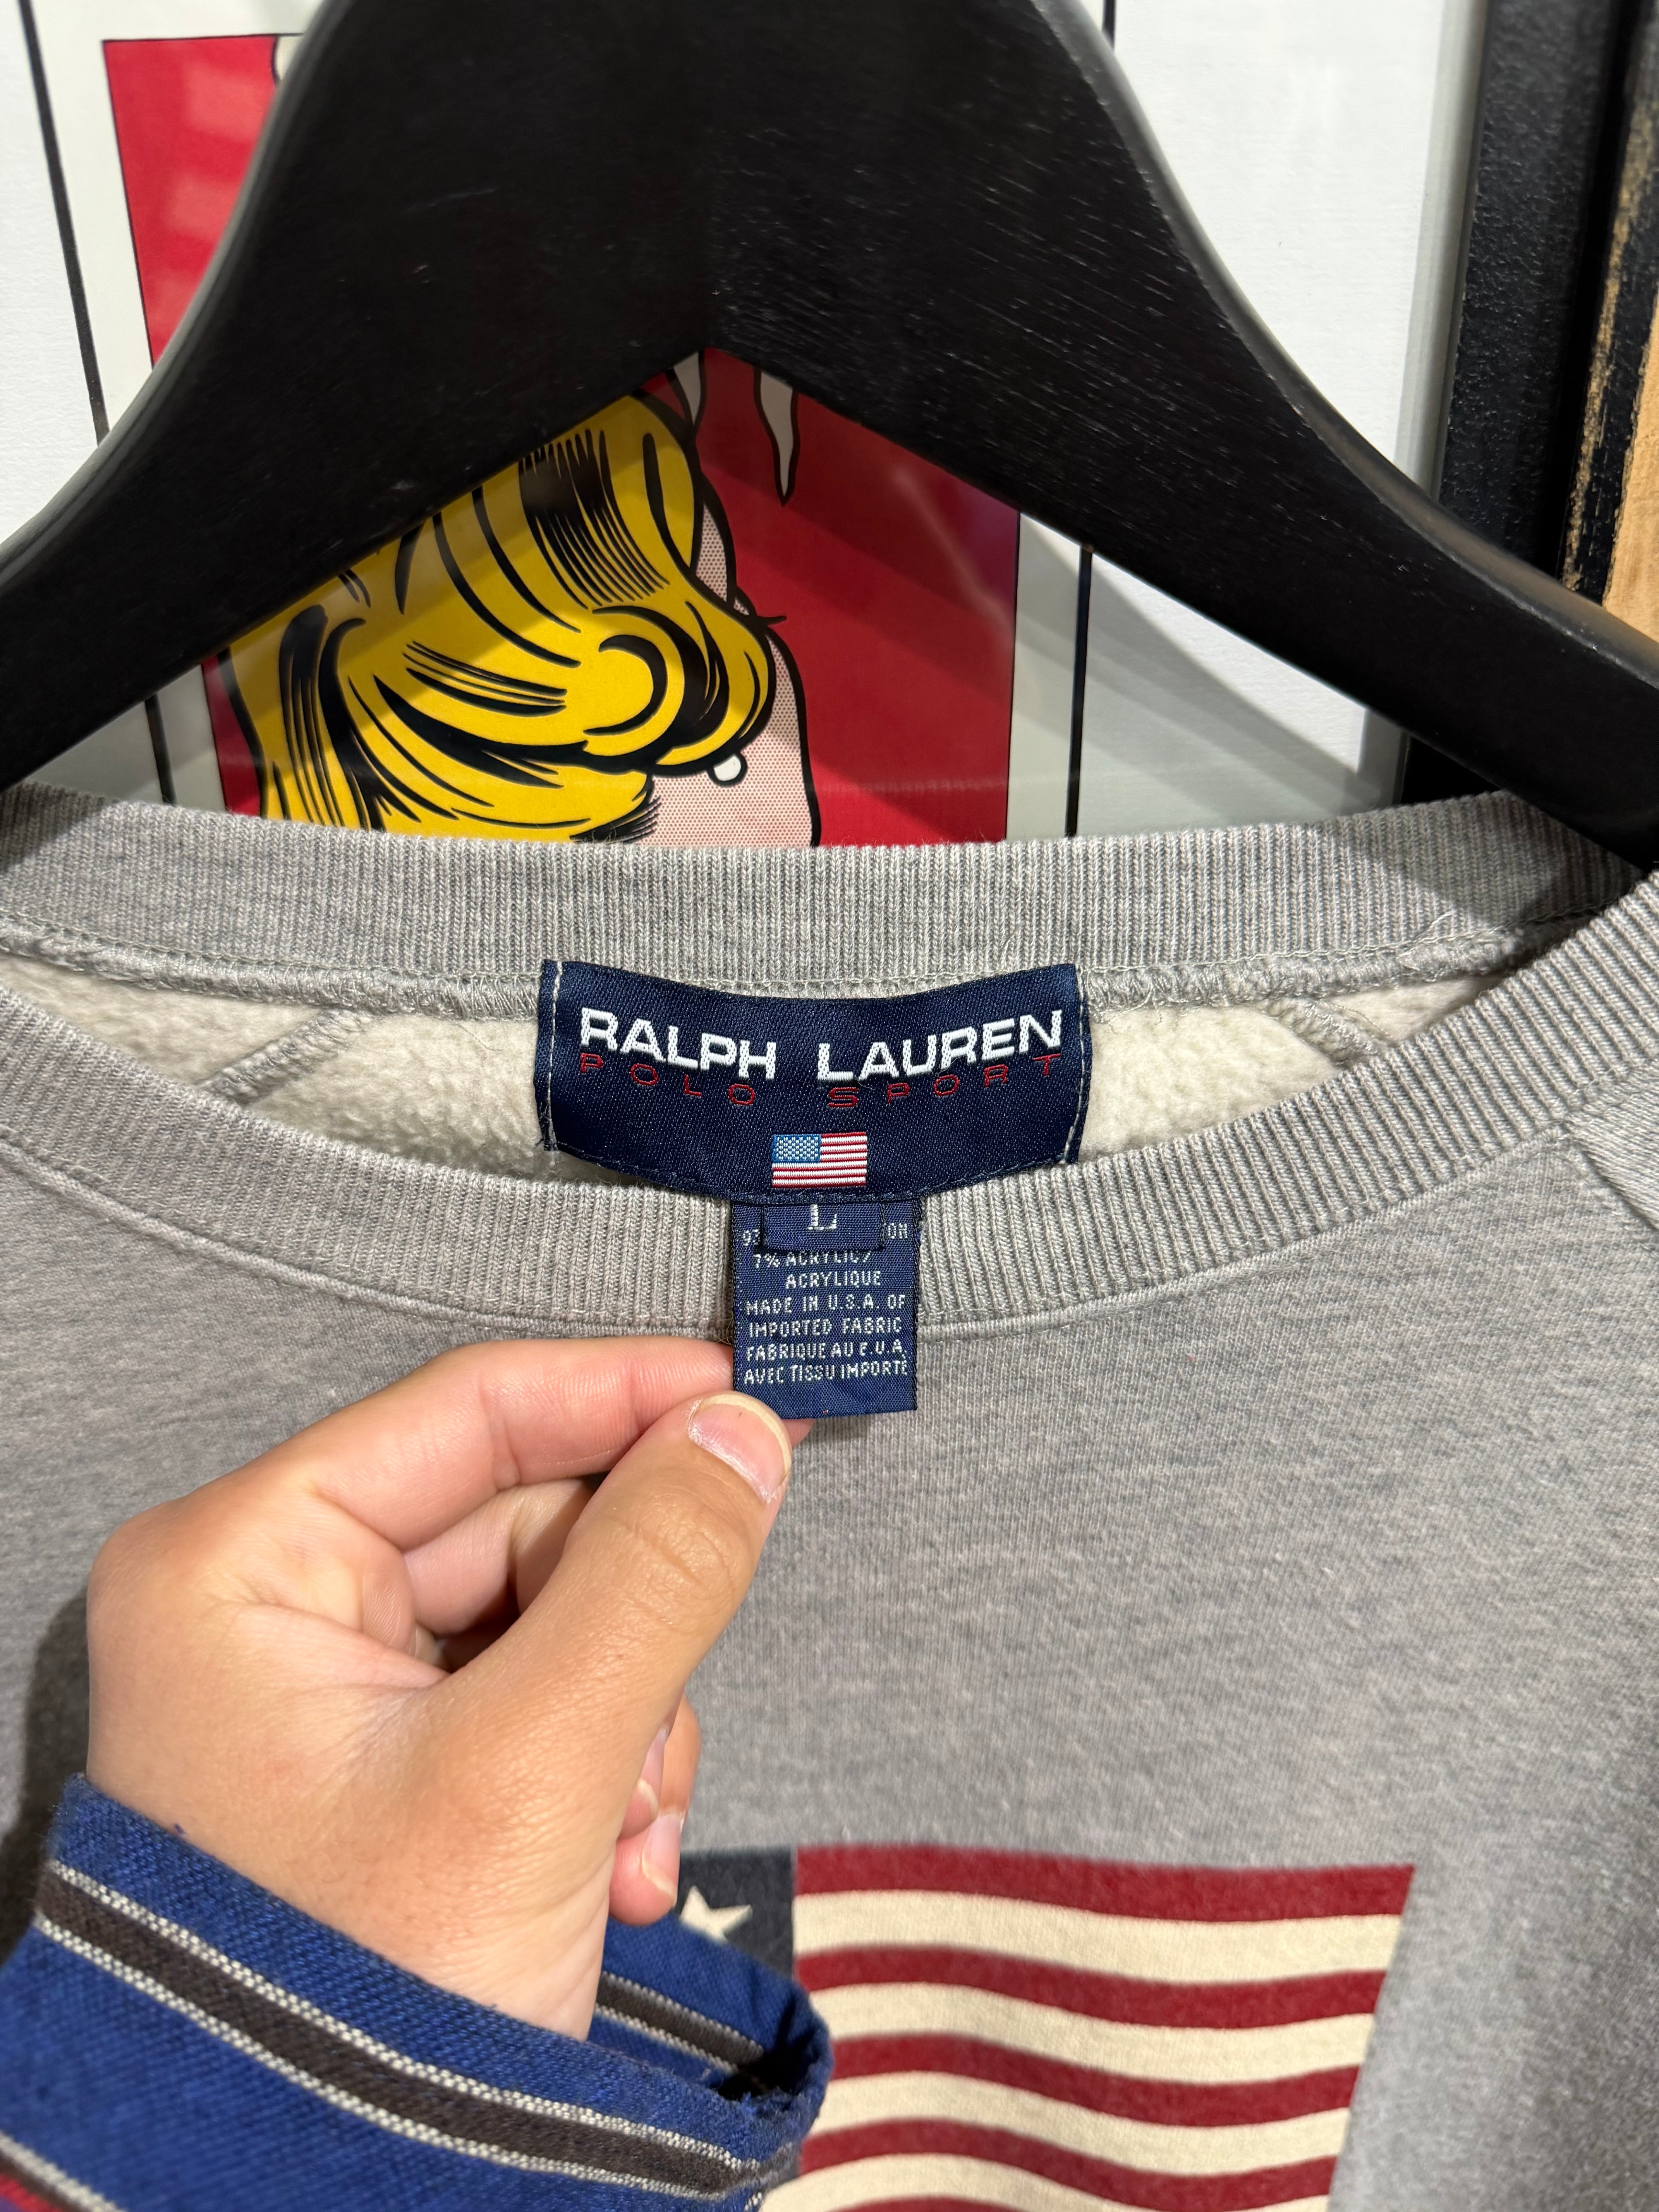 RALPH LAUREN
POLO SPORT
L
7% ACRYLIC/
ACRYLIQUE
MADE IN U.S.A. OF
IMPORTED FABRIC
FABRIQUE AU E.U.A.
AVEC TISSU IMPORTÉ